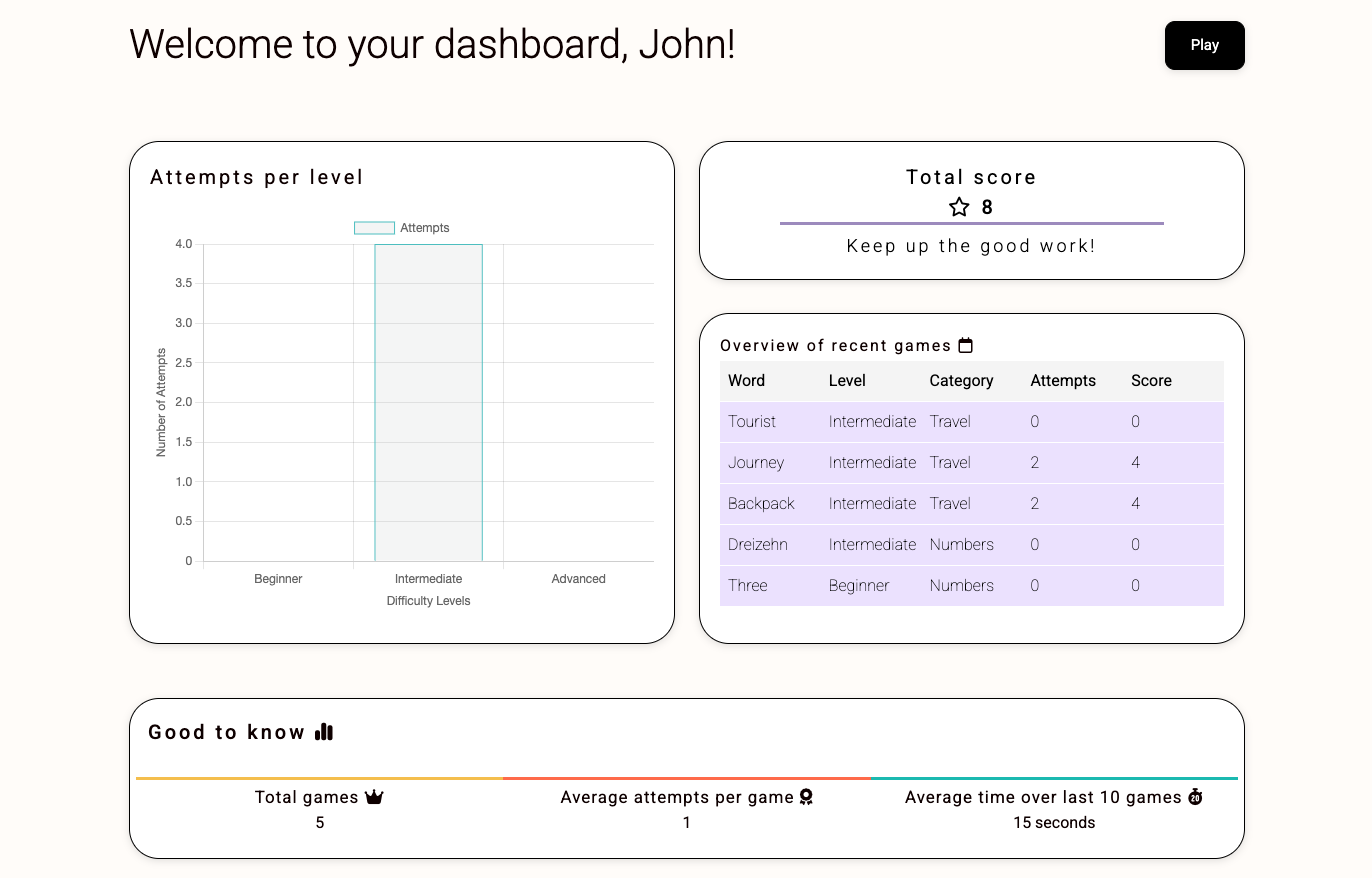 Welcome to your dashboard, John!
Play
Attempts per level
Attempts
4.0
3.5
3.0
2.5
2.0
1.5
1.0
0.5
0
Number of Attempts
Beginner Intermediate Advanced
Difficulty Levels
Total score
8
Keep up the good work!
Overview of recent games
Word Level Category Attempts Score
Tourist Intermediate Travel 0 0
Journey Intermediate Travel 2 4
Backpack Intermediate Travel 2 4
Dreizehn Intermediate Numbers 0 0
Three Beginner Numbers 0 0
Good to know
Total games
5
Average attempts per game
1
Average time over last 10 games 20
15 seconds